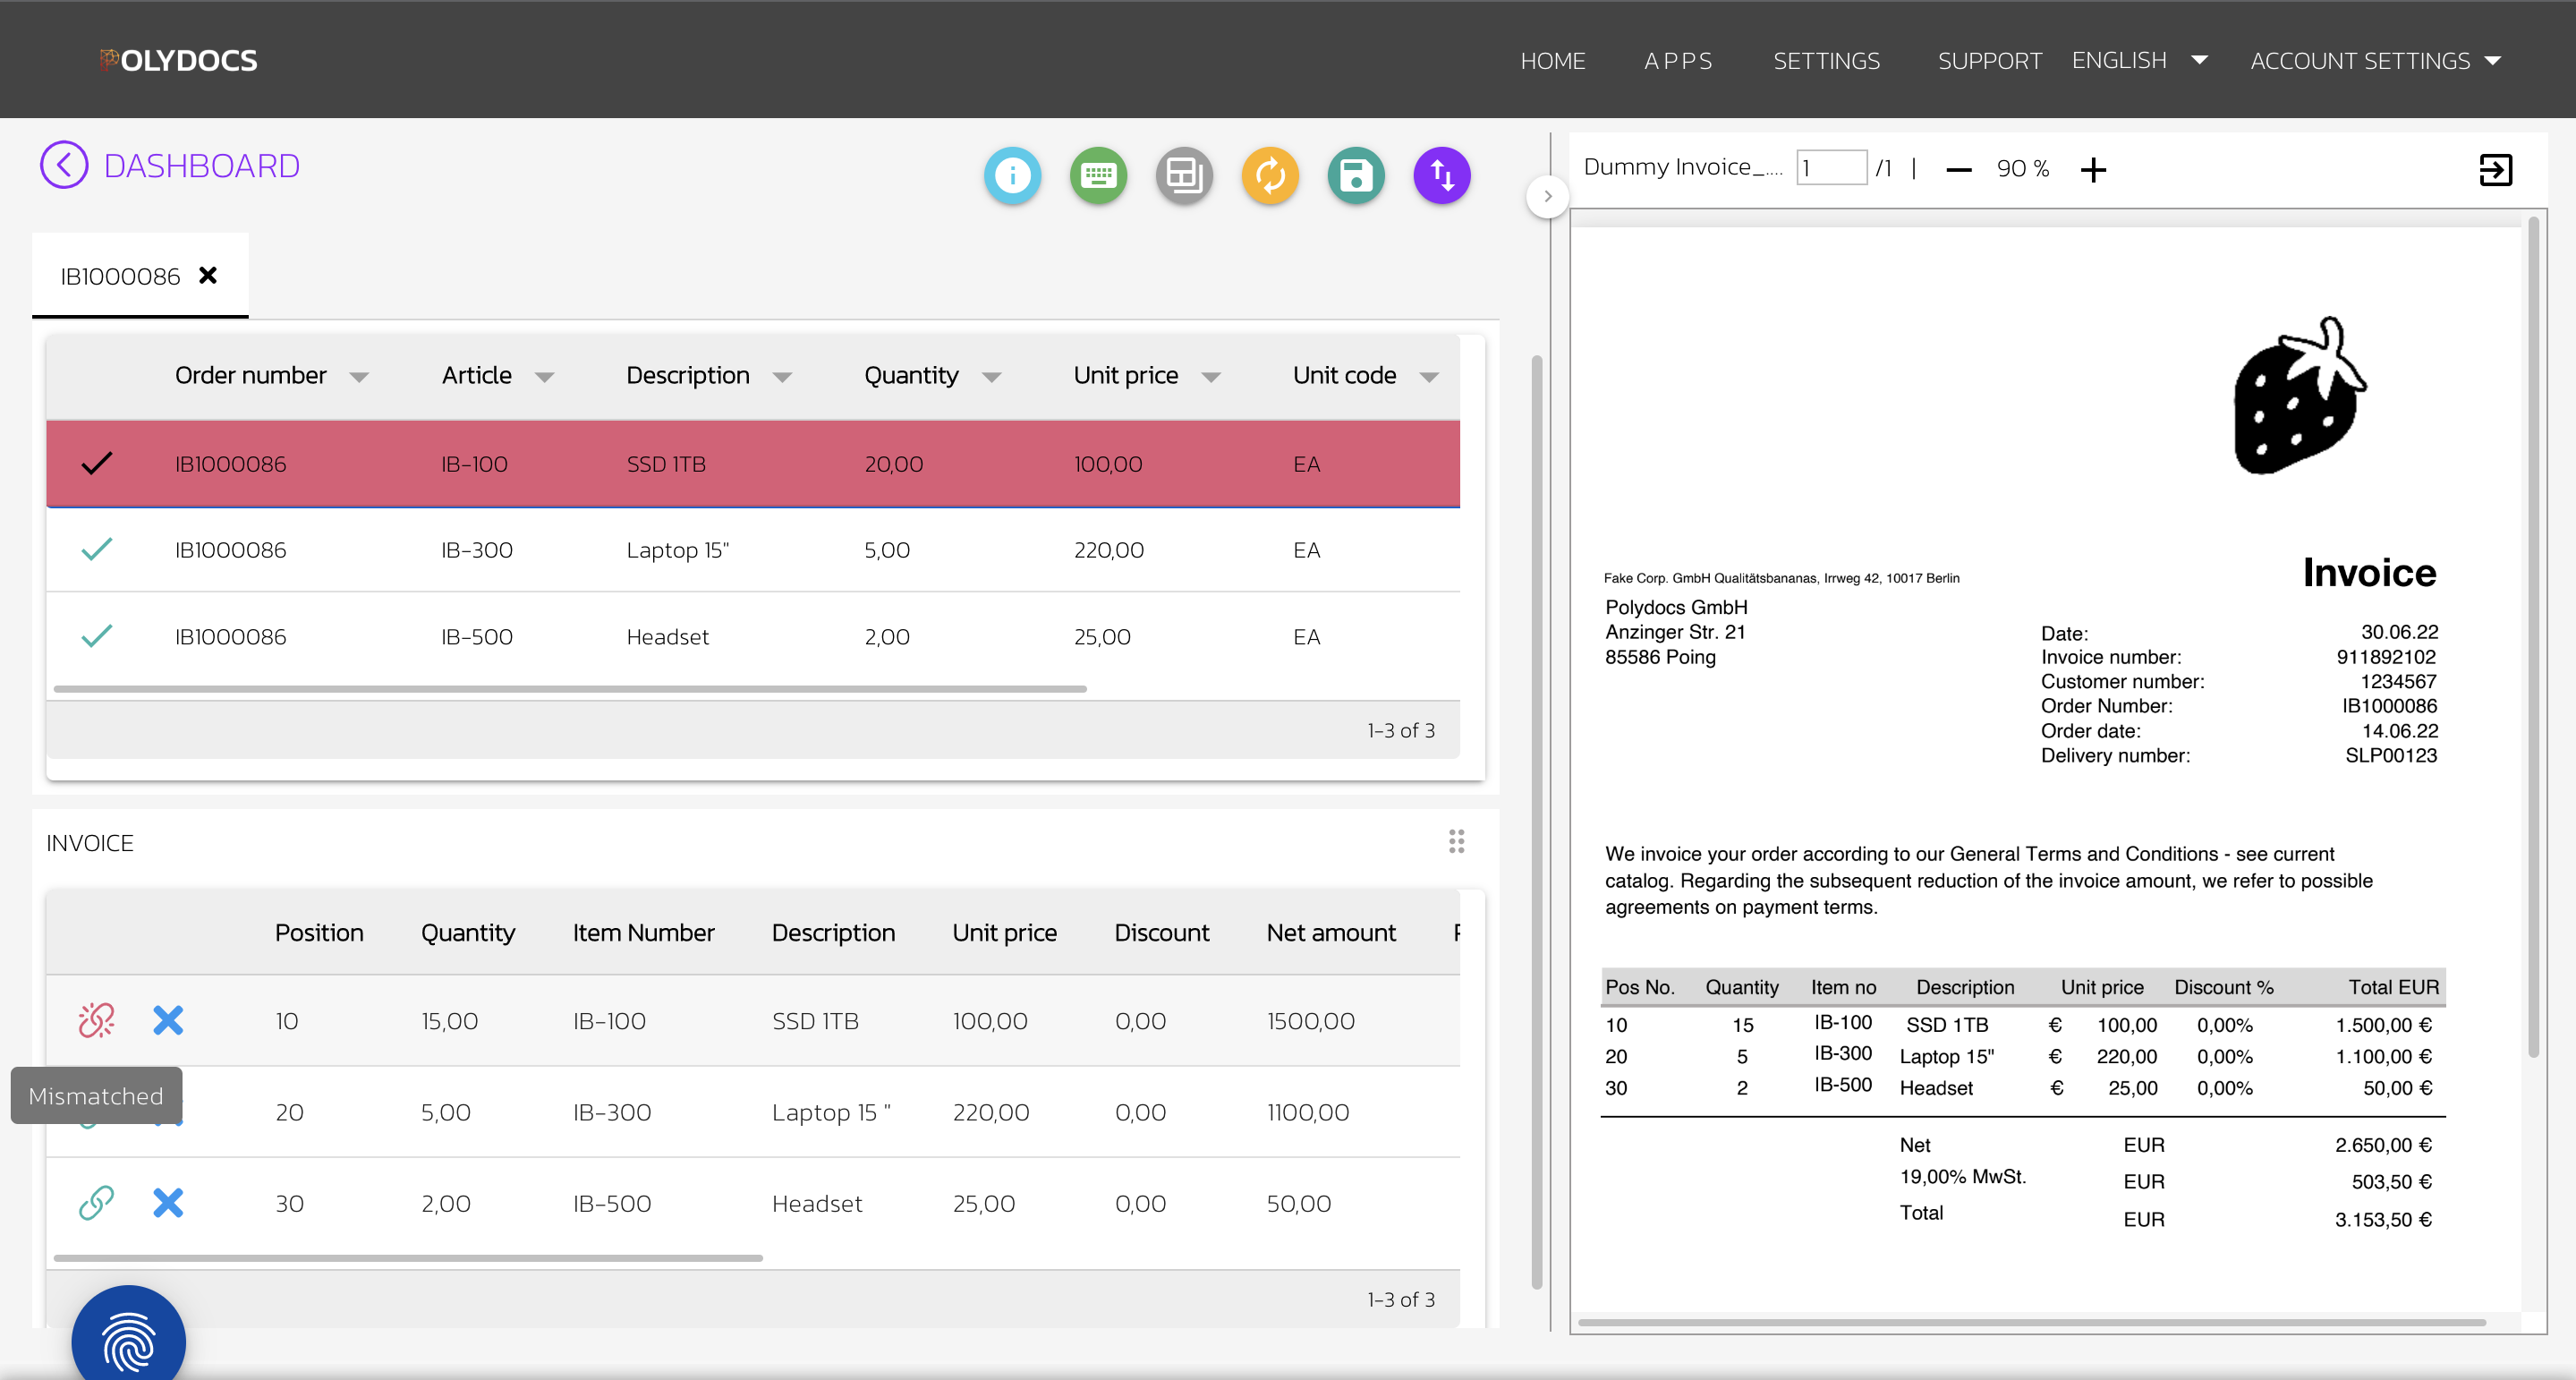 POLYDOCS
HOME APPS SETTINGS SUPPORT ENGLISH ACCOUNT SETTINGS
DASHBOARD
IB1000086
Order number Article Description Quantity Unit price Unit code
IB1000086 IB-100 SSD 1TB 20,00 100,00 EA
IB1000086 IB-300 Laptop 15" 5,00 220,00 EA
IB1000086 IB-500 Headset 2,00 25,00 EA
1-3 of 3
INVOICE
Position Quantity Item Number Description Unit price Discount Net amount
10 15,00 IB-100 SSD 1TB 100,00 0,00 1500,00
Mismatched
20 5,00 IB-300 Laptop 15 " 220,00 0,00 1100,00
30 2,00 IB-500 Headset 25,00 0,00 50,00
1-3 of 3
Dummy Invoice_.... 1 /1 | 90 %
Invoice
Fake Corp. GmbH Qualitätsbananas, Irrweg 42, 10017 Berlin
Polydocs GmbH
Anzinger Str. 21
85586 Poing
Date: 30.06.22
Invoice number: 911892102
Customer number: 1234567
Order Number: IB1000086
Order date: 14.06.22
Delivery number: SLP00123
We invoice your order according to our General Terms and Conditions - see current
catalog. Regarding the subsequent reduction of the invoice amount, we refer to possible
agreements on payment terms.
Pos No. Quantity Item no Description Unit price Discount % Total EUR
10 15 IB-100 SSD 1TB € 100,00 0,00% 1.500,00 €
20 5 IB-300 Laptop 15" € 220,00 0,00% 1.100,00 €
30 2 IB-500 Headset € 25,00 0,00% 50,00 €
Net EUR 2.650,00 €
19,00% MwSt. EUR 503,50 €
Total EUR 3.153,50 €